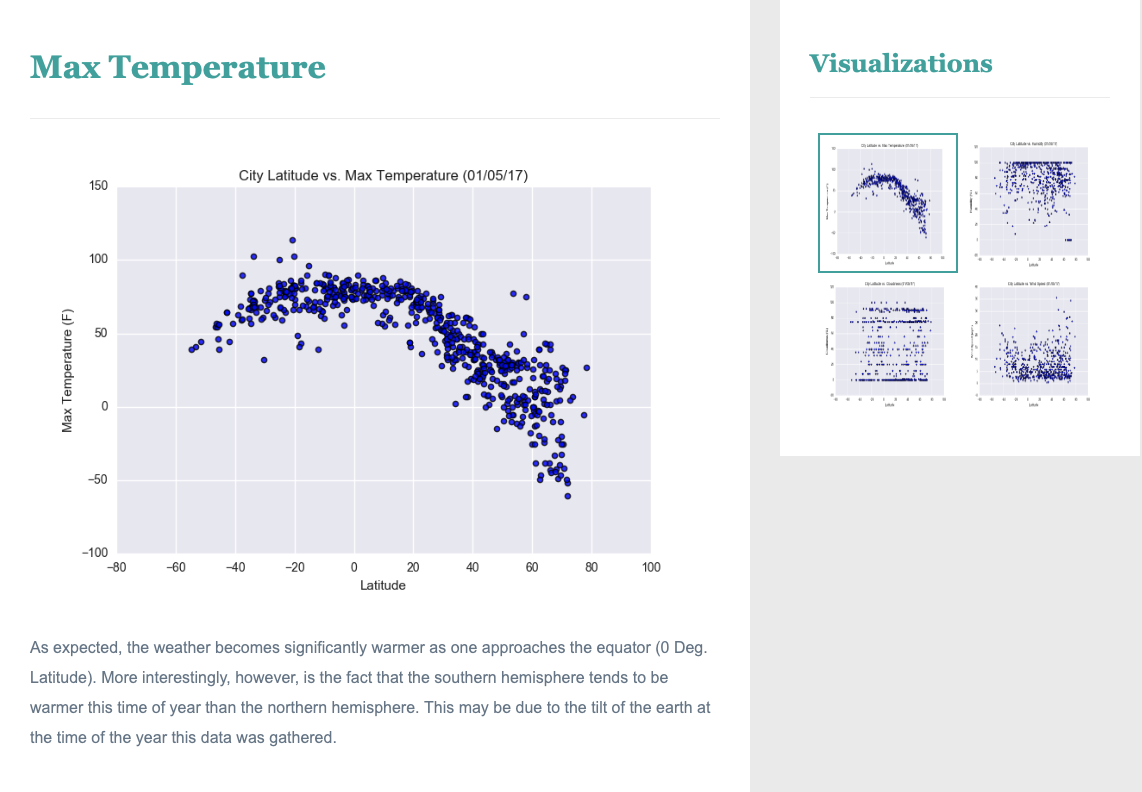 Max Temperature
City Latitude vs. Max Temperature (01/05/17)
150
100
50
0
−50
−100
Max Temperature (F)
−80 −60 −40 −20 0 20 40 60 80 100
Latitude
As expected, the weather becomes significantly warmer as one approaches the equator (0 Deg.
Latitude). More interestingly, however, is the fact that the southern hemisphere tends to be
warmer this time of year than the northern hemisphere. This may be due to the tilt of the earth at
the time of the year this data was gathered.
Visualizations
Latitude
Latitude
Latitude
Latitude